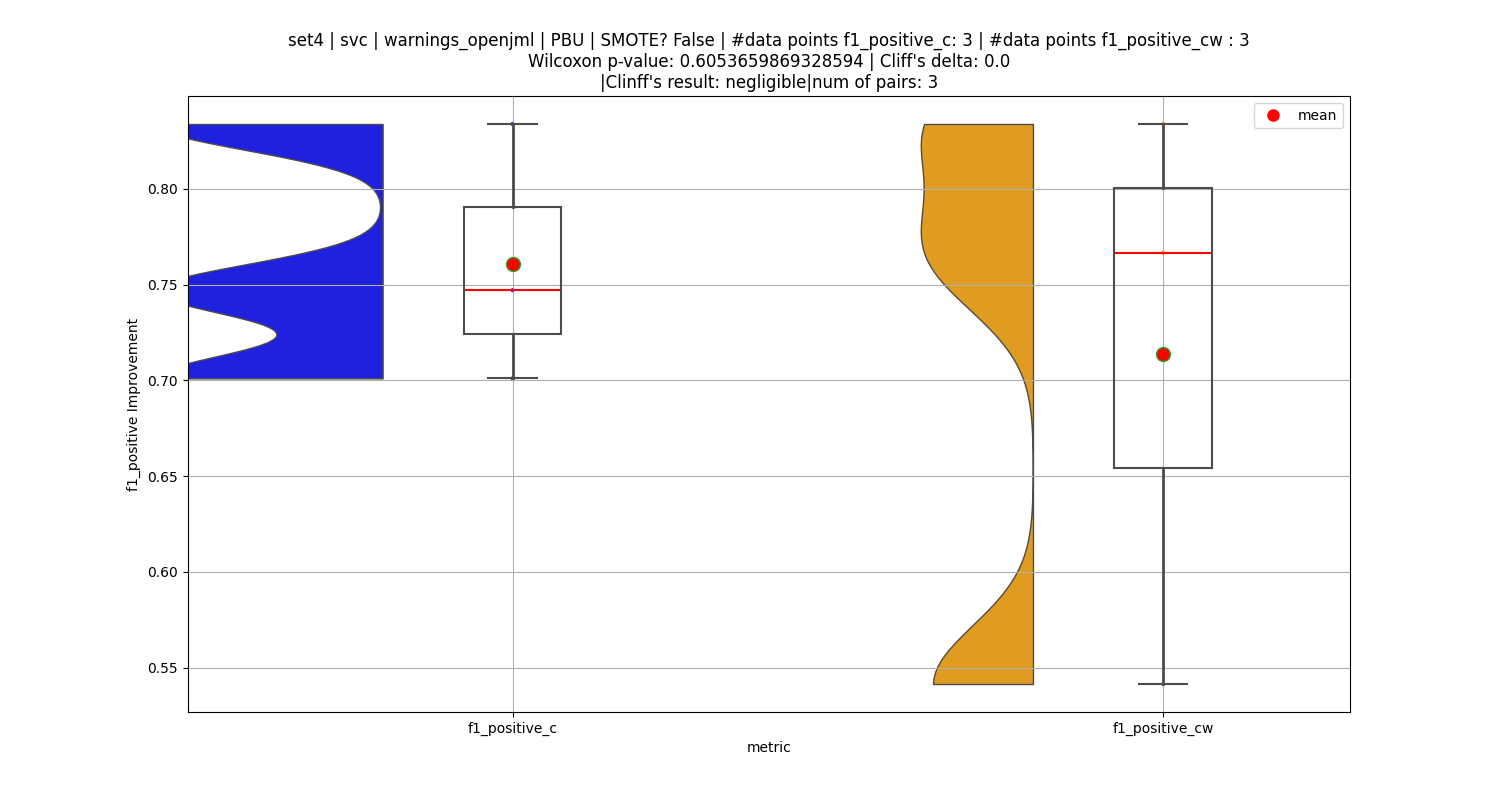 set4 | svc | warnings_openjml | PBU | SMOTE? False | #data points f1_positive_c: 3 | #data points f1_positive_cw : 3
Wilcoxon p-value: 0.6053659869328594 | Cliff's delta: 0.0
|Clinff's result: negligible|num of pairs: 3
mean
0.80
0.75
0.70
0.65
0.60
0.55
f1_positive Improvement
f1_positive_c
f1_positive_cw
metric